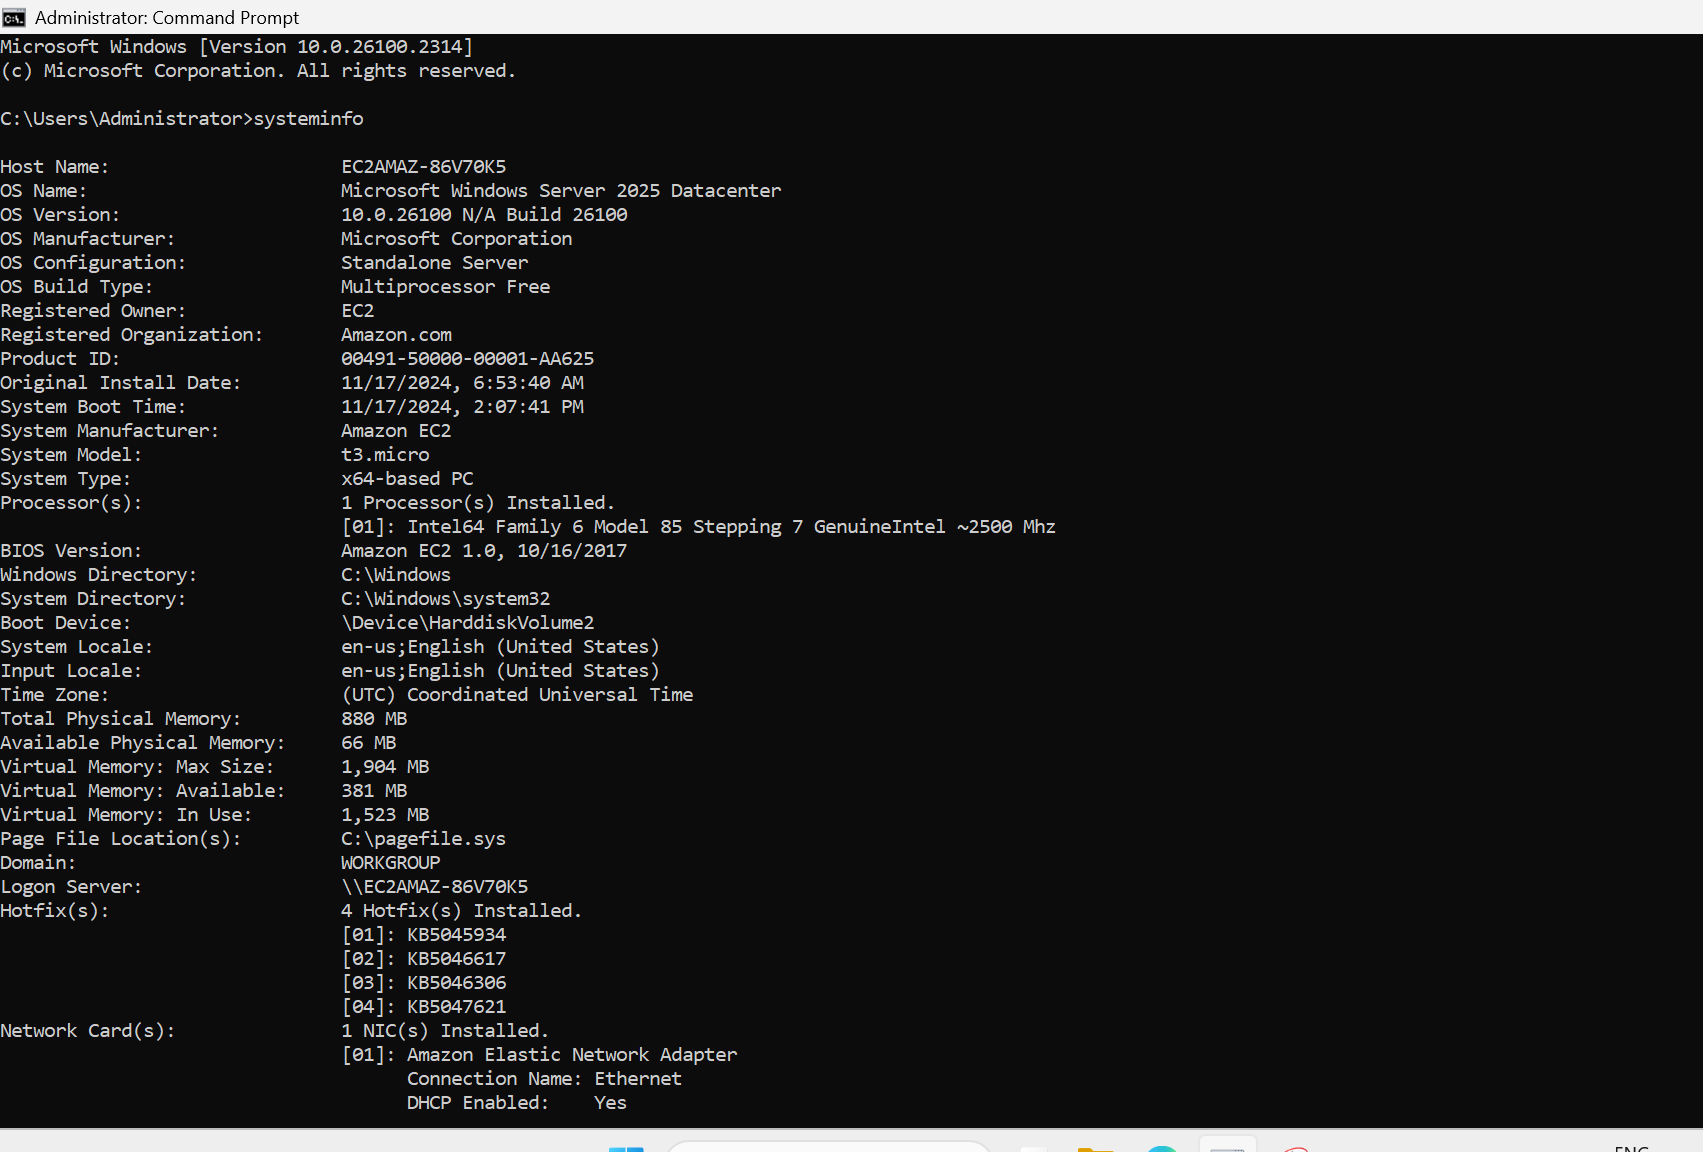 Administrator: Command Prompt
Microsoft Windows [Version 10.0.26100.2314]
(c) Microsoft Corporation. All rights reserved.
C:\Users\Administrator>systeminfo
Host Name: EC2AMAZ-86V70K5
OS Name: Microsoft Windows Server 2025 Datacenter
OS Version: 10.0.26100 N/A Build 26100
OS Manufacturer: Microsoft Corporation
OS Configuration: Standalone Server
OS Build Type: Multiprocessor Free
Registered Owner: EC2
Registered Organization: Amazon.com
Product ID: 00491-50000-00001-AA625
Original Install Date: 11/17/2024, 6:53:40 AM
System Boot Time: 11/17/2024, 2:07:41 PM
System Manufacturer: Amazon EC2
System Model: t3.micro
System Type: x64-based PC
Processor(s): 1 Processor(s) Installed.
[01]: Intel64 Family 6 Model 85 Stepping 7 GenuineIntel ~2500 Mhz
BIOS Version: Amazon EC2 1.0, 10/16/2017
Windows Directory: C:\Windows
System Directory: C:\Windows\system32
Boot Device: \Device\HarddiskVolume2
System Locale: en-us;English (United States)
Input Locale: en-us;English (United States)
Time Zone: (UTC) Coordinated Universal Time
Total Physical Memory: 880 MB
Available Physical Memory: 66 MB
Virtual Memory: Max Size: 1,904 MB
Virtual Memory: Available: 381 MB
Virtual Memory: In Use: 1,523 MB
Page File Location(s): C:\pagefile.sys
Domain: WORKGROUP
Logon Server: \\EC2AMAZ-86V70K5
Hotfix(s): 4 Hotfix(s) Installed.
[01]: KB5045934
[02]: KB5046617
[03]: KB5046306
[04]: KB5047621
Network Card(s): 1 NIC(s) Installed.
[01]: Amazon Elastic Network Adapter
Connection Name: Ethernet
DHCP Enabled: Yes
ENG